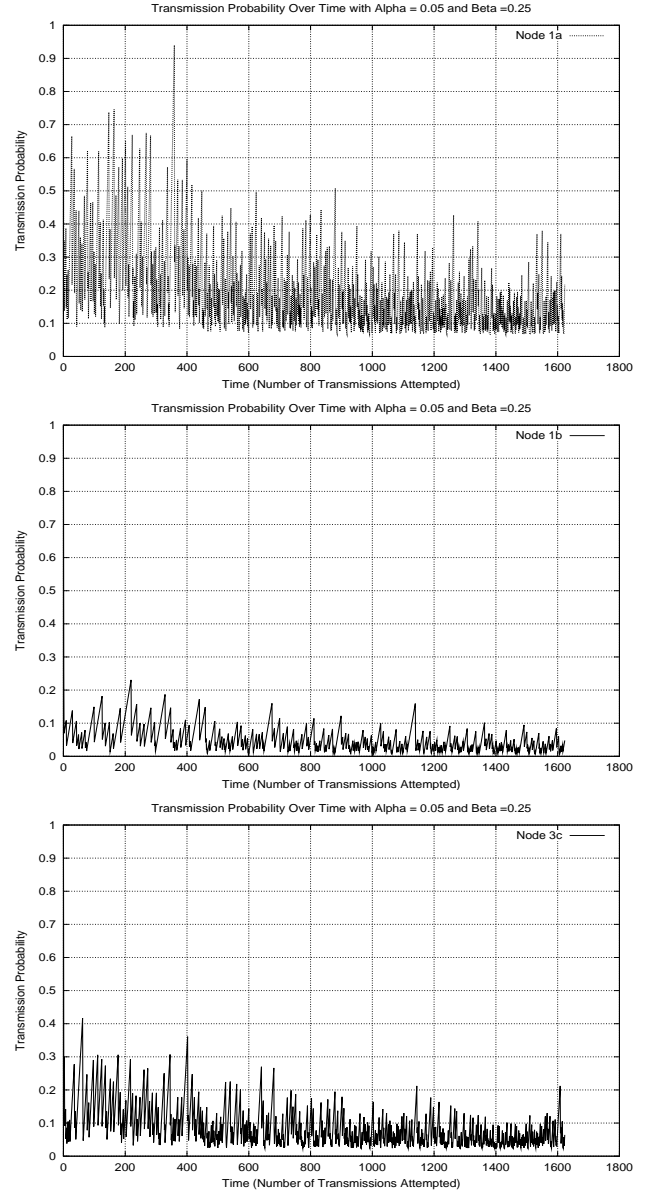 Transmission Probability Over Time with Alpha = 0.05 and Beta =0.25
Node 1a
1
0.9
0.8
0.7
0.6
0.5
0.4
0.3
0.2
0.1
0
Transmission Probability
0 200 400 600 800 1000 1200 1400 1600 1800
Time (Number of Transmissions Attempted)
Transmission Probability Over Time with Alpha = 0.05 and Beta =0.25
Node 1b
1
0.9
0.8
0.7
0.6
0.5
0.4
0.3
0.2
0.1
0
Transmission Probability
0 200 400 600 800 1000 1200 1400 1600 1800
Time (Number of Transmissions Attempted)
Transmission Probability Over Time with Alpha = 0.05 and Beta =0.25
Node 3c
1
0.9
0.8
0.7
0.6
0.5
0.4
0.3
0.2
0.1
0
Transmission Probability
0 200 400 600 800 1000 1200 1400 1600 1800
Time (Number of Transmissions Attempted)